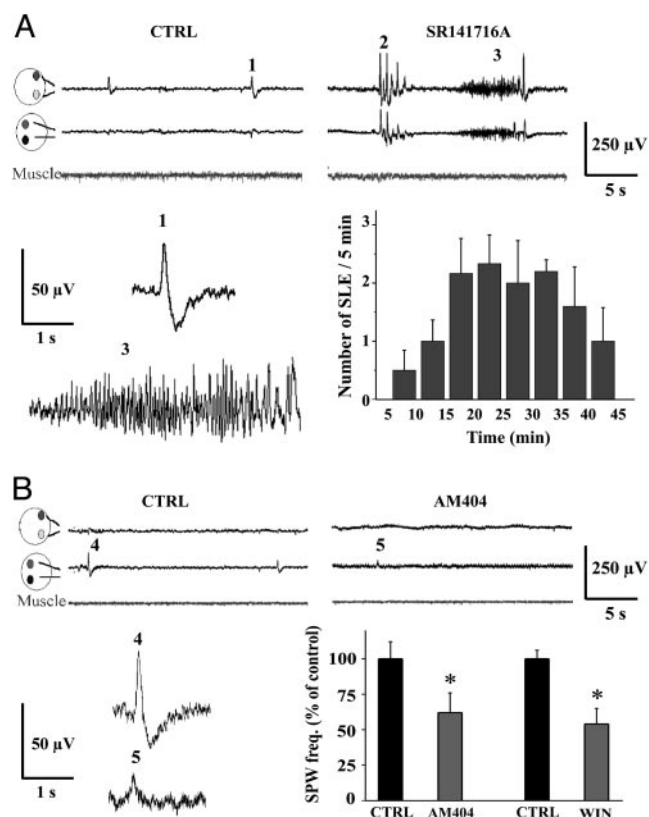 A
CTRL
SR141716A
1
2
3
Muscle
250 µV
5 s
1
50 µV
1 s
3
Number of SLE / 5 min
3
2
1
0
5 10 15 20 25 30 35 40 45
Time (min)
B
CTRL
AM404
4
5
Muscle
250 µV
5 s
4
50 µV
5
1 s
SPW freq. (% of control)
100
75
50
25
0
* *
CTRL AM404 CTRL WIN